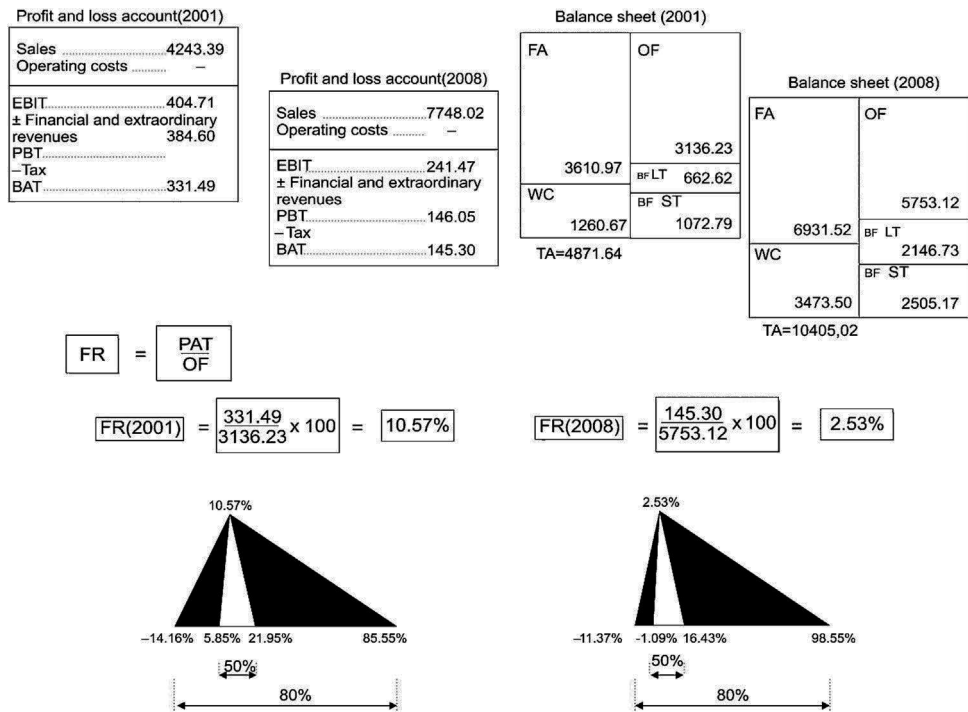 Profit and loss account(2001)
Sales ........................4243.39
Operating costs .......... –
EBIT.............................404.71
± Financial and extraordinary
revenues 384.60
PBT.............................
–Tax
BAT..............................331.49
Profit and loss account(2008)
Sales .............................7748.02
Operating costs ......... –
EBIT.............................241.47
± Financial and extraordinary
revenues
PBT.............................146.05
–Tax
BAT.............................145.30
Balance sheet (2001)
FA
OF
3136.23
3610.97
BF LT 662.62
WC
BF ST
1260.67
1072.79
TA=4871.64
Balance sheet (2008)
FA
OF
5753.12
6931.52
BF LT
2146.73
WC
BF ST
3473.50
2505.17
TA=10405,02
FR = PAT
OF
FR(2001) = 331.49 x 100 = 10.57%
3136.23
FR(2008) = 145.30 x 100 = 2.53%
5753.12
10.57%
–14.16% 5.85% 21.95% 85.55%
50%
80%
2.53%
–11.37% -1.09% 16.43% 98.55%
50%
80%